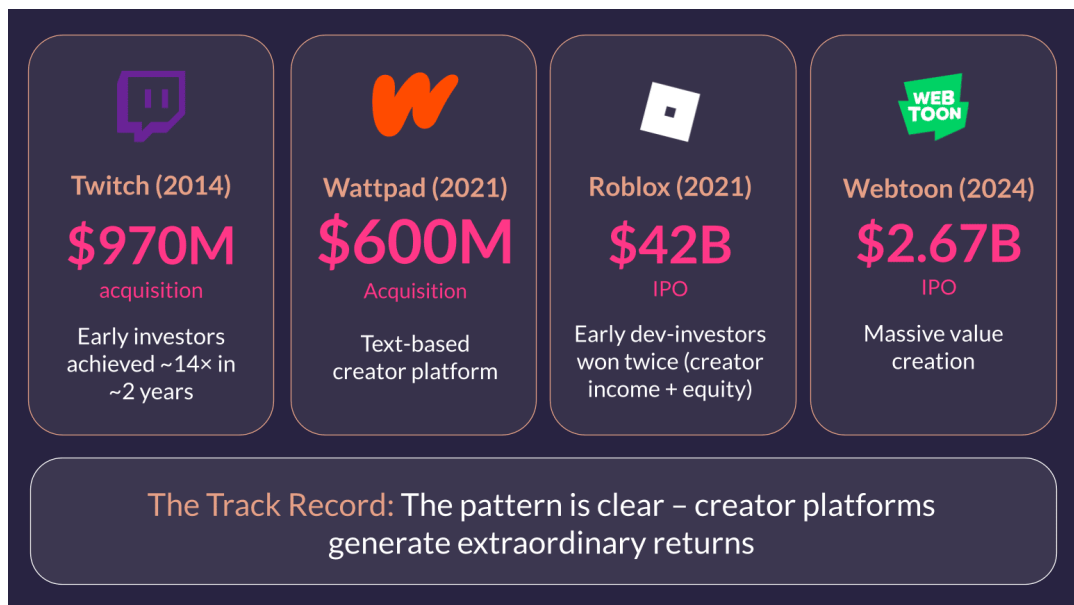 Twitch (2014)
$970M
acquisition
Early investors
achieved ~14× in
~2 years
Wattpad (2021)
$600M
Acquisition
Text-based
creator platform
Roblox (2021)
$42B
IPO
Early dev-investors
won twice (creator
income + equity)
WEB
TOON
Webtoon (2024)
$2.67B
IPO
Massive value
creation
The Track Record: The pattern is clear – creator platforms
generate extraordinary returns